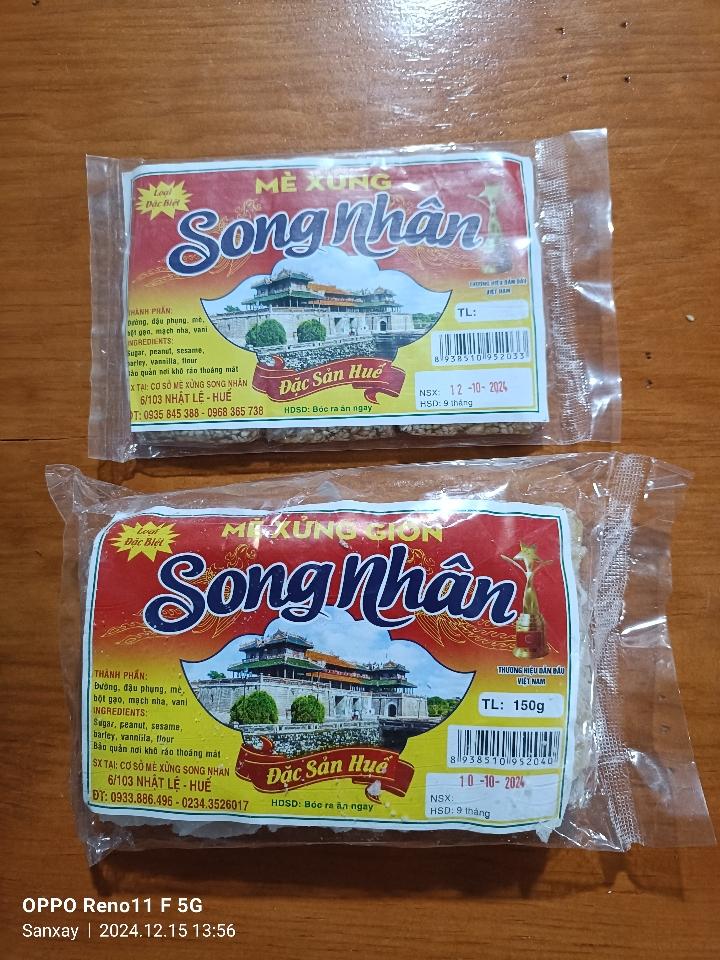 MÈ XỬNG
Loại
Đặc Biệt
Song Nhân
THƯƠNG HIỆU DẪN ĐẦU
VIỆT NAM
TL:
THÀNH PHẦN:
Đường, đậu phụng, mè,
bột gạo, mạch nha, vani
INGREDIENTS:
Sugar, peanut, sesame,
barley, vannilla, flour
Bảo quản nơi khô ráo thoáng mát
SX TẠI: CƠ SỞ MÈ XỬNG SONG NHÂN
6/103 NHẬT LỆ - HUẾ
ĐT: 0935 845 388 - 0968 365 738
Đặc Sản Huế
HDSD: Bóc ra ăn ngay
8 938510 952033
NSX: 12 -10- 2024
HSD: 9 tháng
MÈ XỬNG GIÒN
Loại
Đặc Biệt
Song Nhân
THƯƠNG HIỆU DẪN ĐẦU
VIỆT NAM
TL: 150g
THÀNH PHẦN:
Đường, đậu phụng, mè,
bột gạo, mạch nha, vani
INGREDIENTS:
Sugar, peanut, sesame,
barley, vannlila, flour
Bảo quản nơi khô ráo thoáng mát
SX TẠI: CƠ SỞ MÈ XỬNG SONG NHÂN
6/103 NHẬT LỆ - HUẾ
ĐT: 0933.886.496 - 0234.3526017
Đặc Sản Huế
HDSD: Bóc ra ăn ngay
8 938510 952040
10 -10- 2024
NSX:
HSD: 9 tháng
OPPO Reno11 F 5G
Sanxay | 2024.12.15 13:56